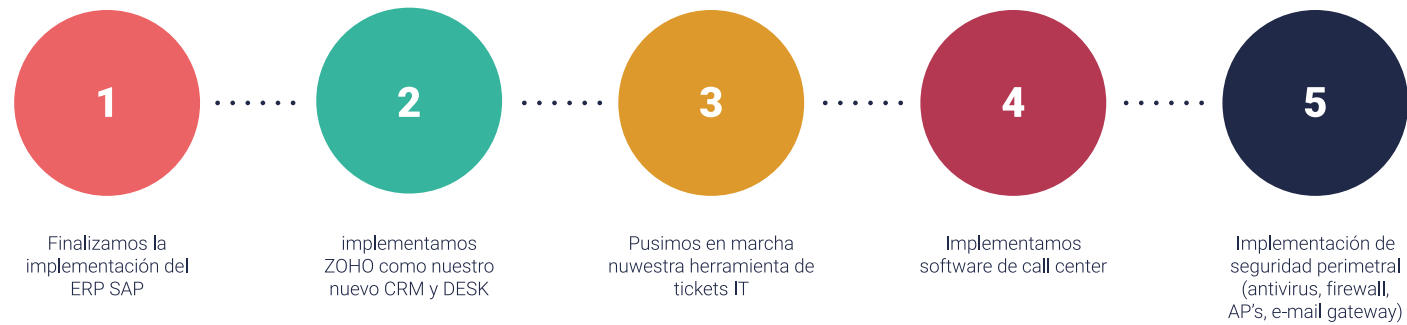 1
2
3
4
5
Finalizamos la
implementación del
ERP SAP
implementamos
ZOHO como nuestro
nuevo CRM y DESK
Pusimos en marcha
nuwestra herramienta de
tickets IT
Implementamos
software de call center
Implementación de
seguridad perimetral
(antivirus, firewall,
AP's, e-mail gateway)